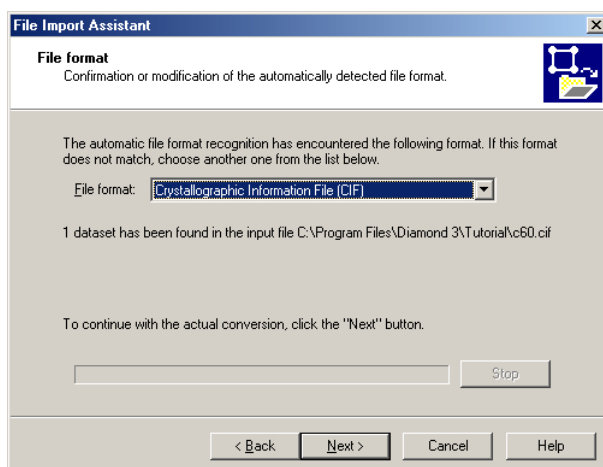 File Import Assistant
File format
Confirmation or modification of the automatically detected file format.
The automatic file format recognition has encountered the following format. If this format
does not match, choose another one from the list below.
File format: Crystallographic Information File (CIF)
1 dataset has been found in the input file C:\Program Files\Diamond 3\Tutorial\c60.cif
To continue with the actual conversion, click the "Next" button.
Stop
< Back Next > Cancel Help